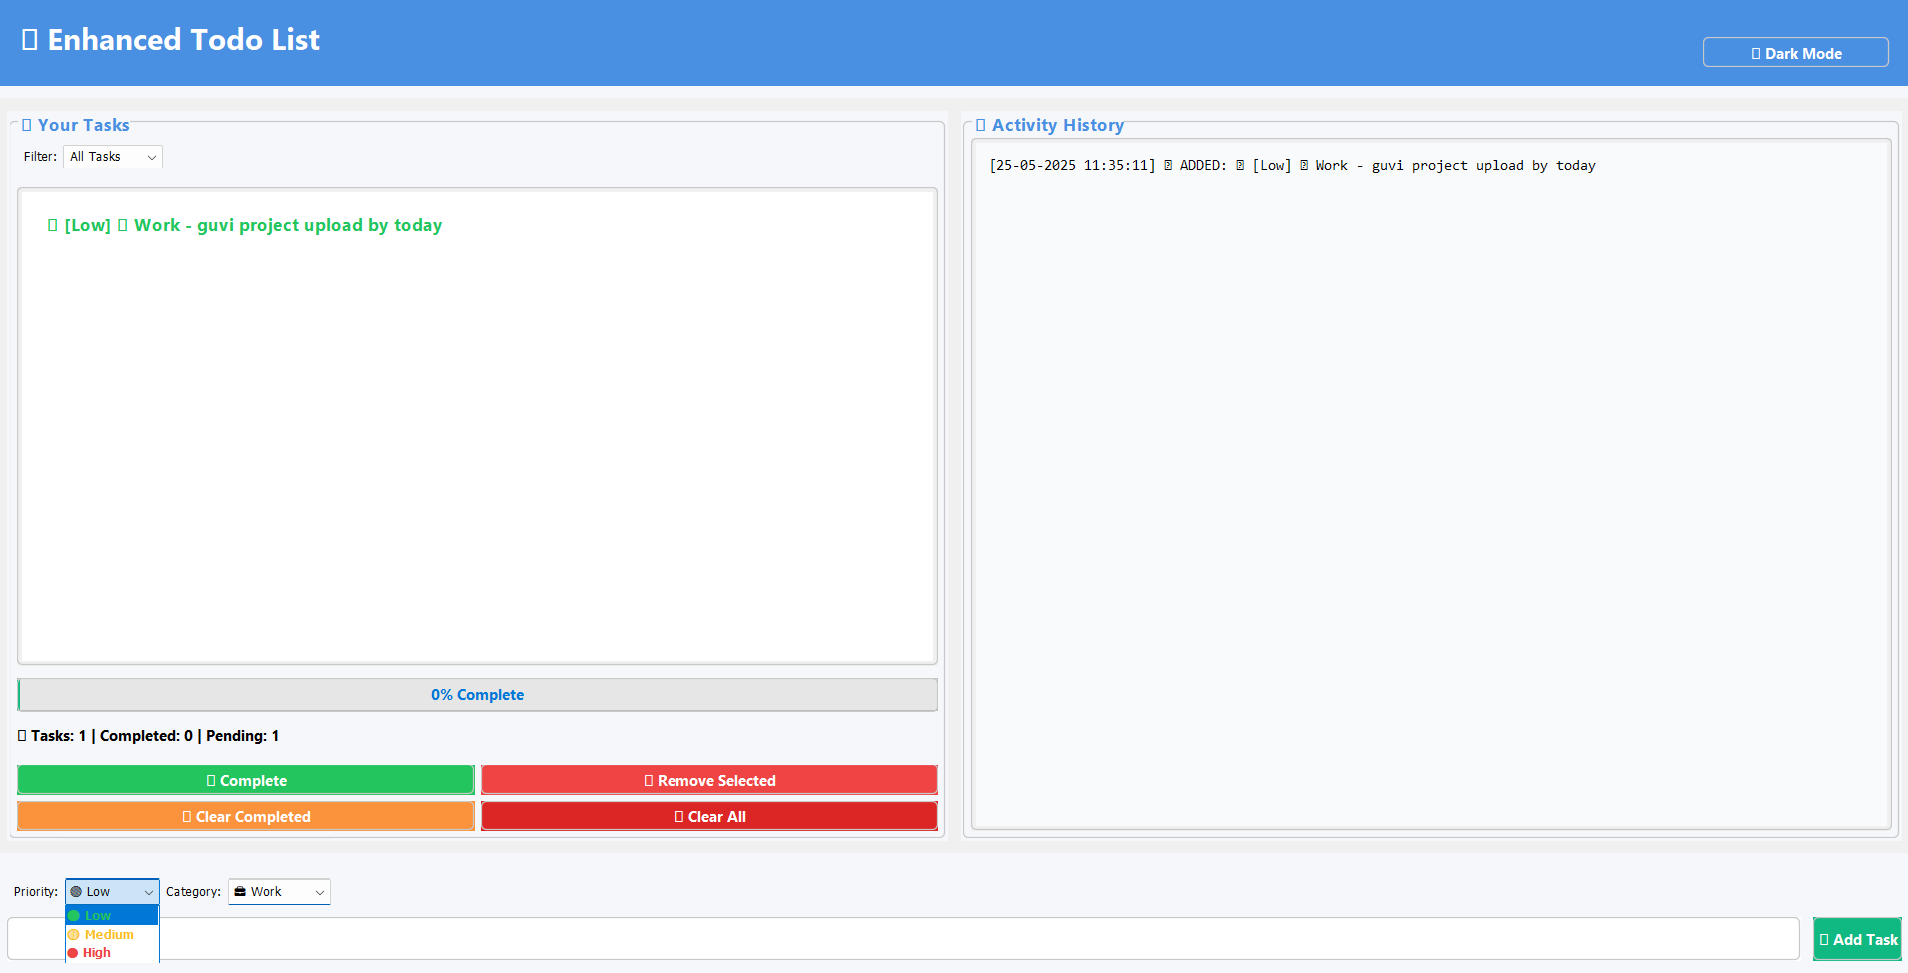 Enhanced Todo List
Dark Mode
Your Tasks
Filter: All Tasks
[Low] Work - guvi project upload by today
0% Complete
Tasks: 1 | Completed: 0 | Pending: 1
Complete
Remove Selected
Clear Completed
Clear All
Activity History
[25-05-2025 11:35:11] ADDED: [Low] Work - guvi project upload by today
Priority: Low Category: Work
Low
Medium
High
Add Task